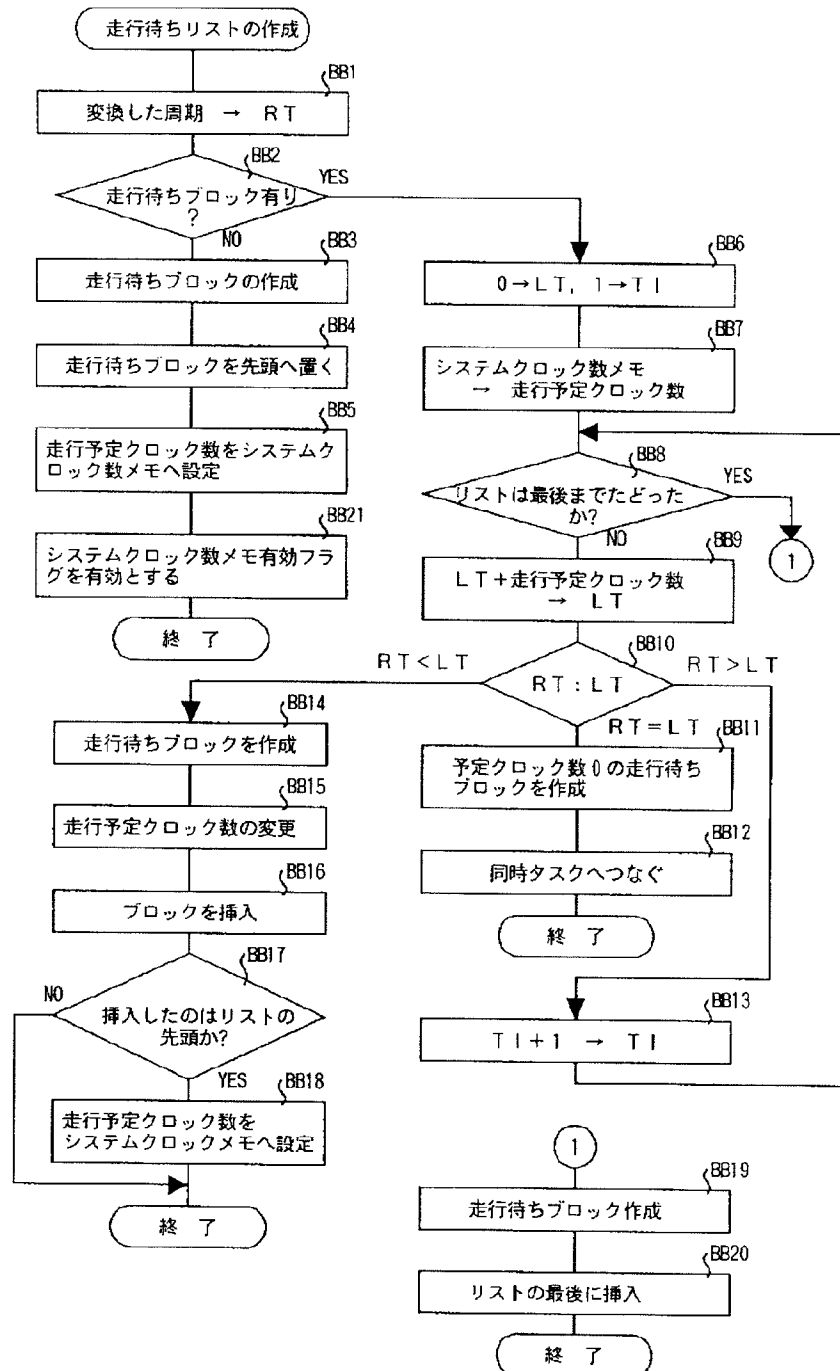 走行待ちリストの作成
BB1
変換した周期 → RT
BB2
YES
走行待ちブロック有り
?
NO
BB3
走行待ちブロックの作成
BB4
走行待ちブロックを先頭へ置く
BB5
走行予定クロック数をシステムク
ロック数メモへ設定
BB21
システムクロック数メモ有効フラ
グを有効とする
終 了
BB6
0→LT, 1→TI
BB7
システムクロック数メモ
→ 走行予定クロック数
BB8
YES
リストは最後までたどった
か?
NO
1
BB9
LT+走行予定クロック数
→ LT
BB10
RT<LT
RT>LT
RT:LT
RT=LT
BB11
予定クロック数0の走行待ち
ブロックを作成
BB12
同時タスクへつなぐ
終 了
BB13
TI+1 → TI
BB14
走行待ちブロックを作成
BB15
走行予定クロック数の変更
BB16
ブロックを挿入
BB17
NO
挿入したのはリストの
先頭か?
YES
BB18
走行予定クロック数を
システムクロックメモへ設定
終 了
1
BB19
走行待ちブロック作成
BB20
リストの最後に挿入
終 了